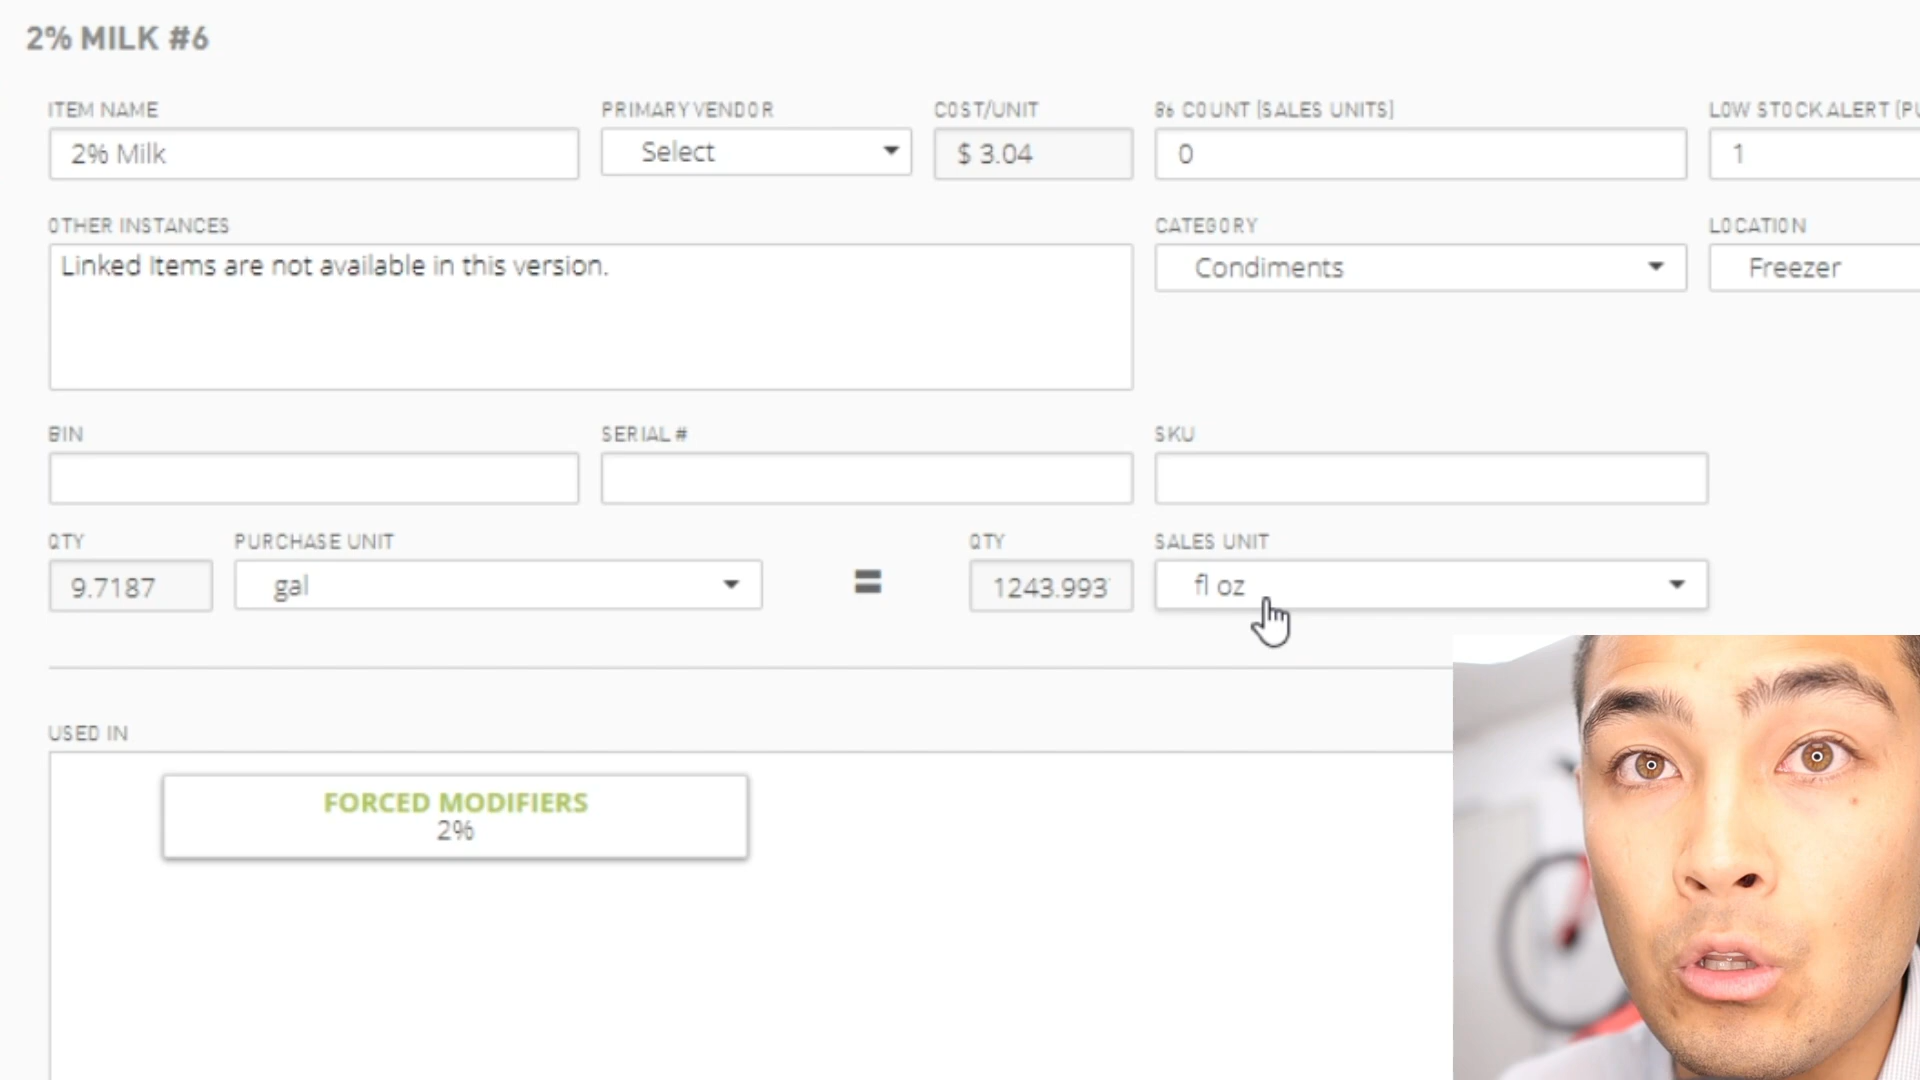 2% MILK #6
ITEM NAME
PRIMARY VENDOR
COST/UNIT
86 COUNT (SALES UNITS)
LOW STOCK ALERT (PU
2% Milk
Select
$ 3.04
0
1
OTHER INSTANCES
CATEGORY
LOCATION
Linked Items are not available in this version.
Condiments
Freezer
BIN
SERIAL #
SKU
QTY
PURCHASE UNIT
QTY
SALES UNIT
9.7187
gal
=
1243.993
fl oz
USED IN
FORCED MODIFIERS
2%